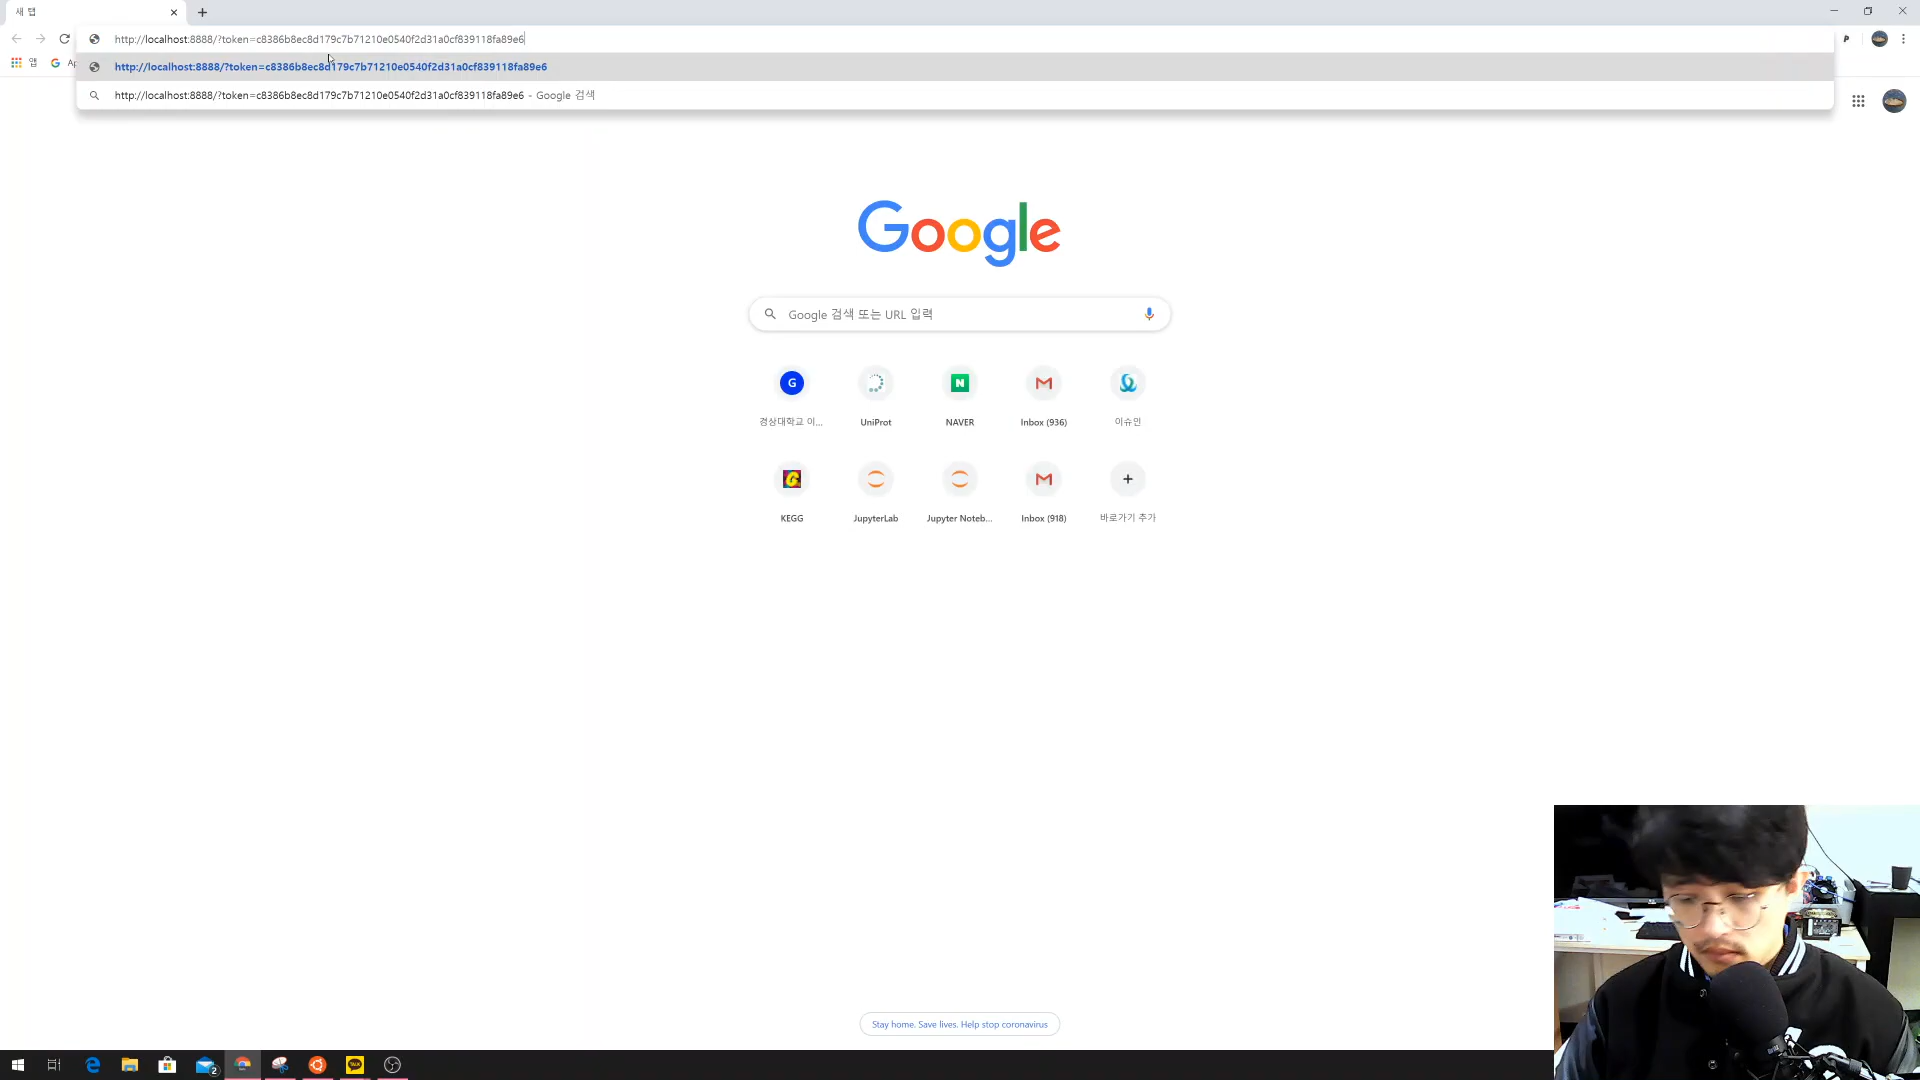 새 탭
http://localhost:8888/?token=c8386b8ec8d179c7b71210e0540f2d31a0cf839118fa89e6
앱
http://localhost:8888/?token=c8386b8ec8d179c7b71210e0540f2d31a0cf839118fa89e6
http://localhost:8888/?token=c8386b8ec8d179c7b71210e0540f2d31a0cf839118fa89e6 - Google 검색
Google
Google 검색 또는 URL 입력
경상대학교 이... UniProt NAVER Inbox (936) 이슈인
KEGG JupyterLab Jupyter Noteb... Inbox (918) 바로가기 추가
Stay home. Save lives. Help stop coronavirus
2
TALK